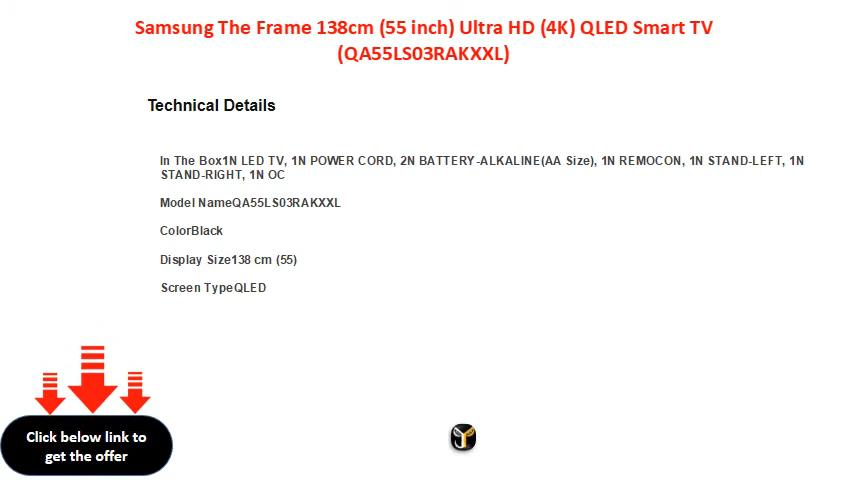 Samsung The Frame 138cm (55 inch) Ultra HD (4K) QLED Smart TV
(QA55LS03RAKXXL)
Technical Details
In The Box1N LED TV, 1N POWER CORD, 2N BATTERY-ALKALINE(AA Size), 1N REMOCON, 1N STAND-LEFT, 1N
STAND-RIGHT, 1N OC
Model NameQA55LS03RAKXXL
ColorBlack
Display Size138 cm (55)
Screen TypeQLED
Click below link to
get the offer